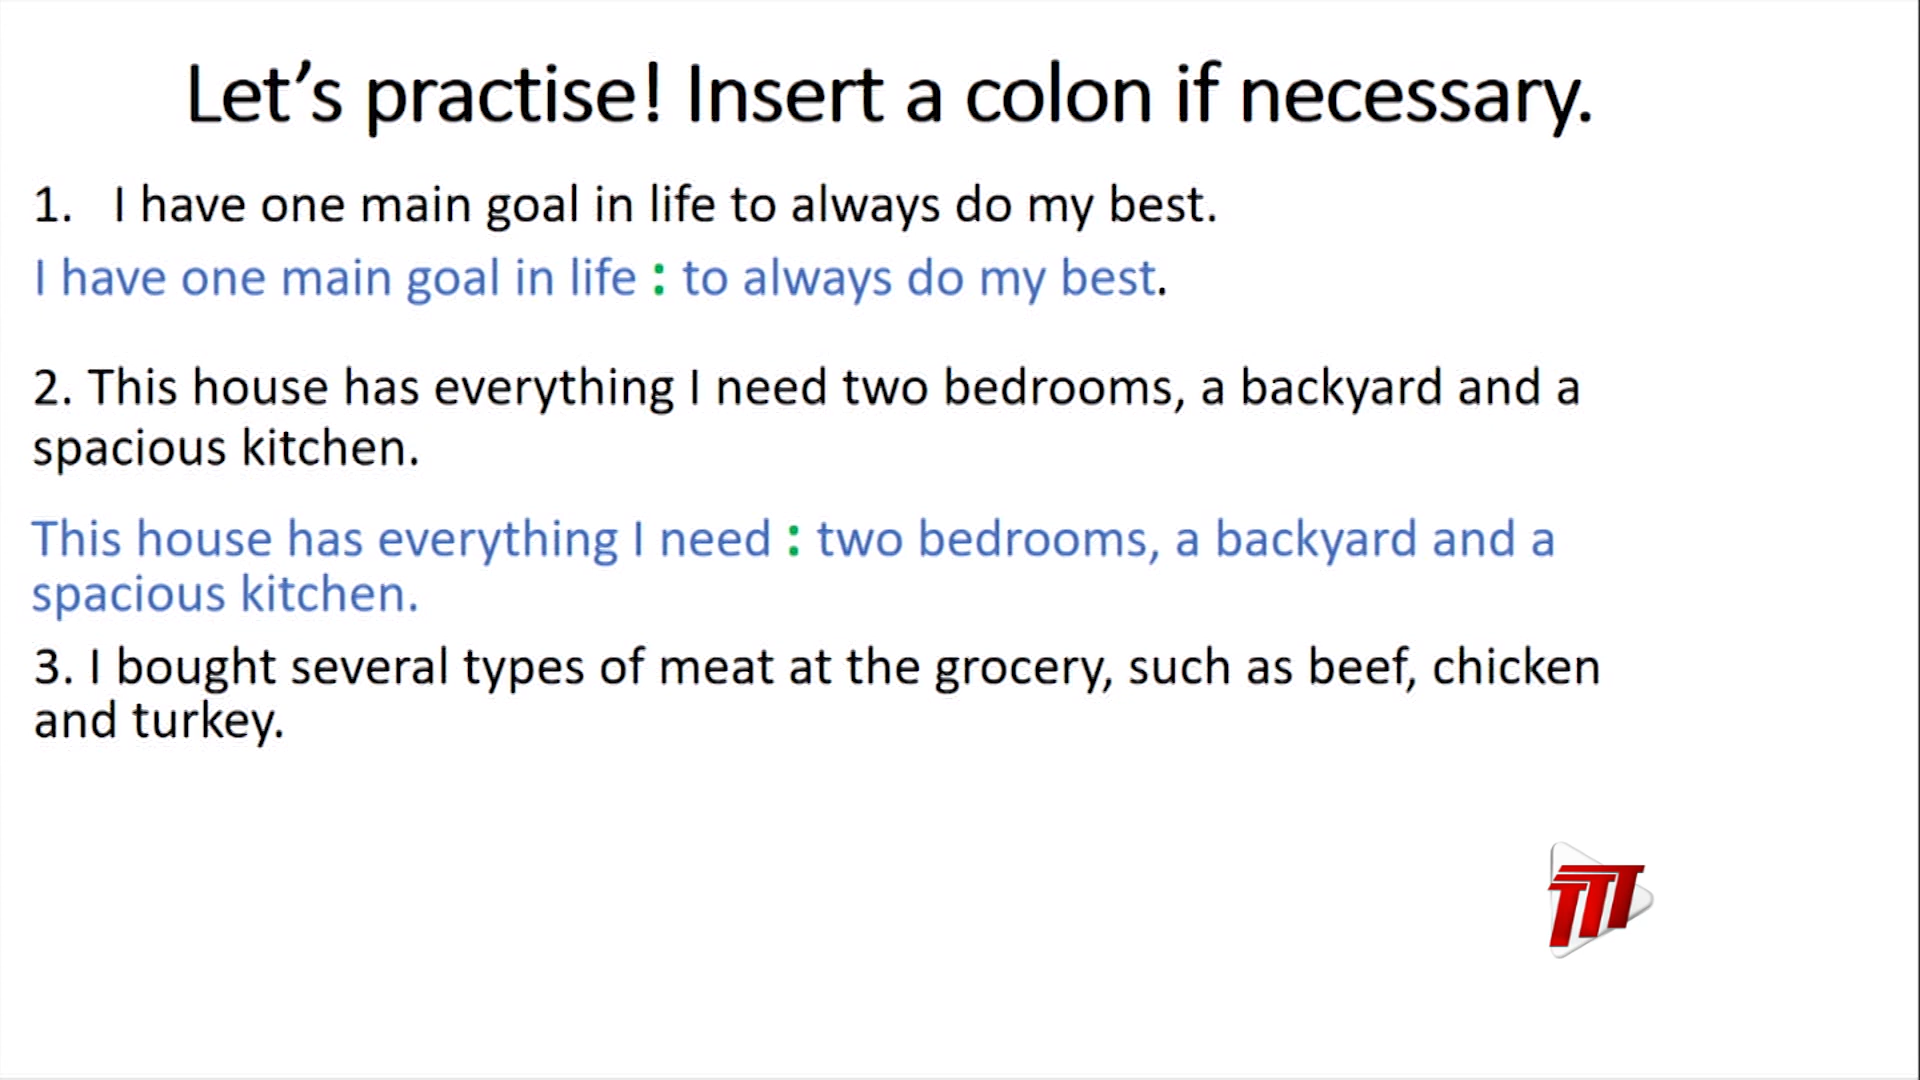 Let's practise! Insert a colon if necessary.
1. I have one main goal in life to always do my best.
I have one main goal in life : to always do my best.
2. This house has everything I need two bedrooms, a backyard and a
spacious kitchen.
This house has everything I need : two bedrooms, a backyard and a
spacious kitchen.
3. I bought several types of meat at the grocery, such as beef, chicken
and turkey.
TTT